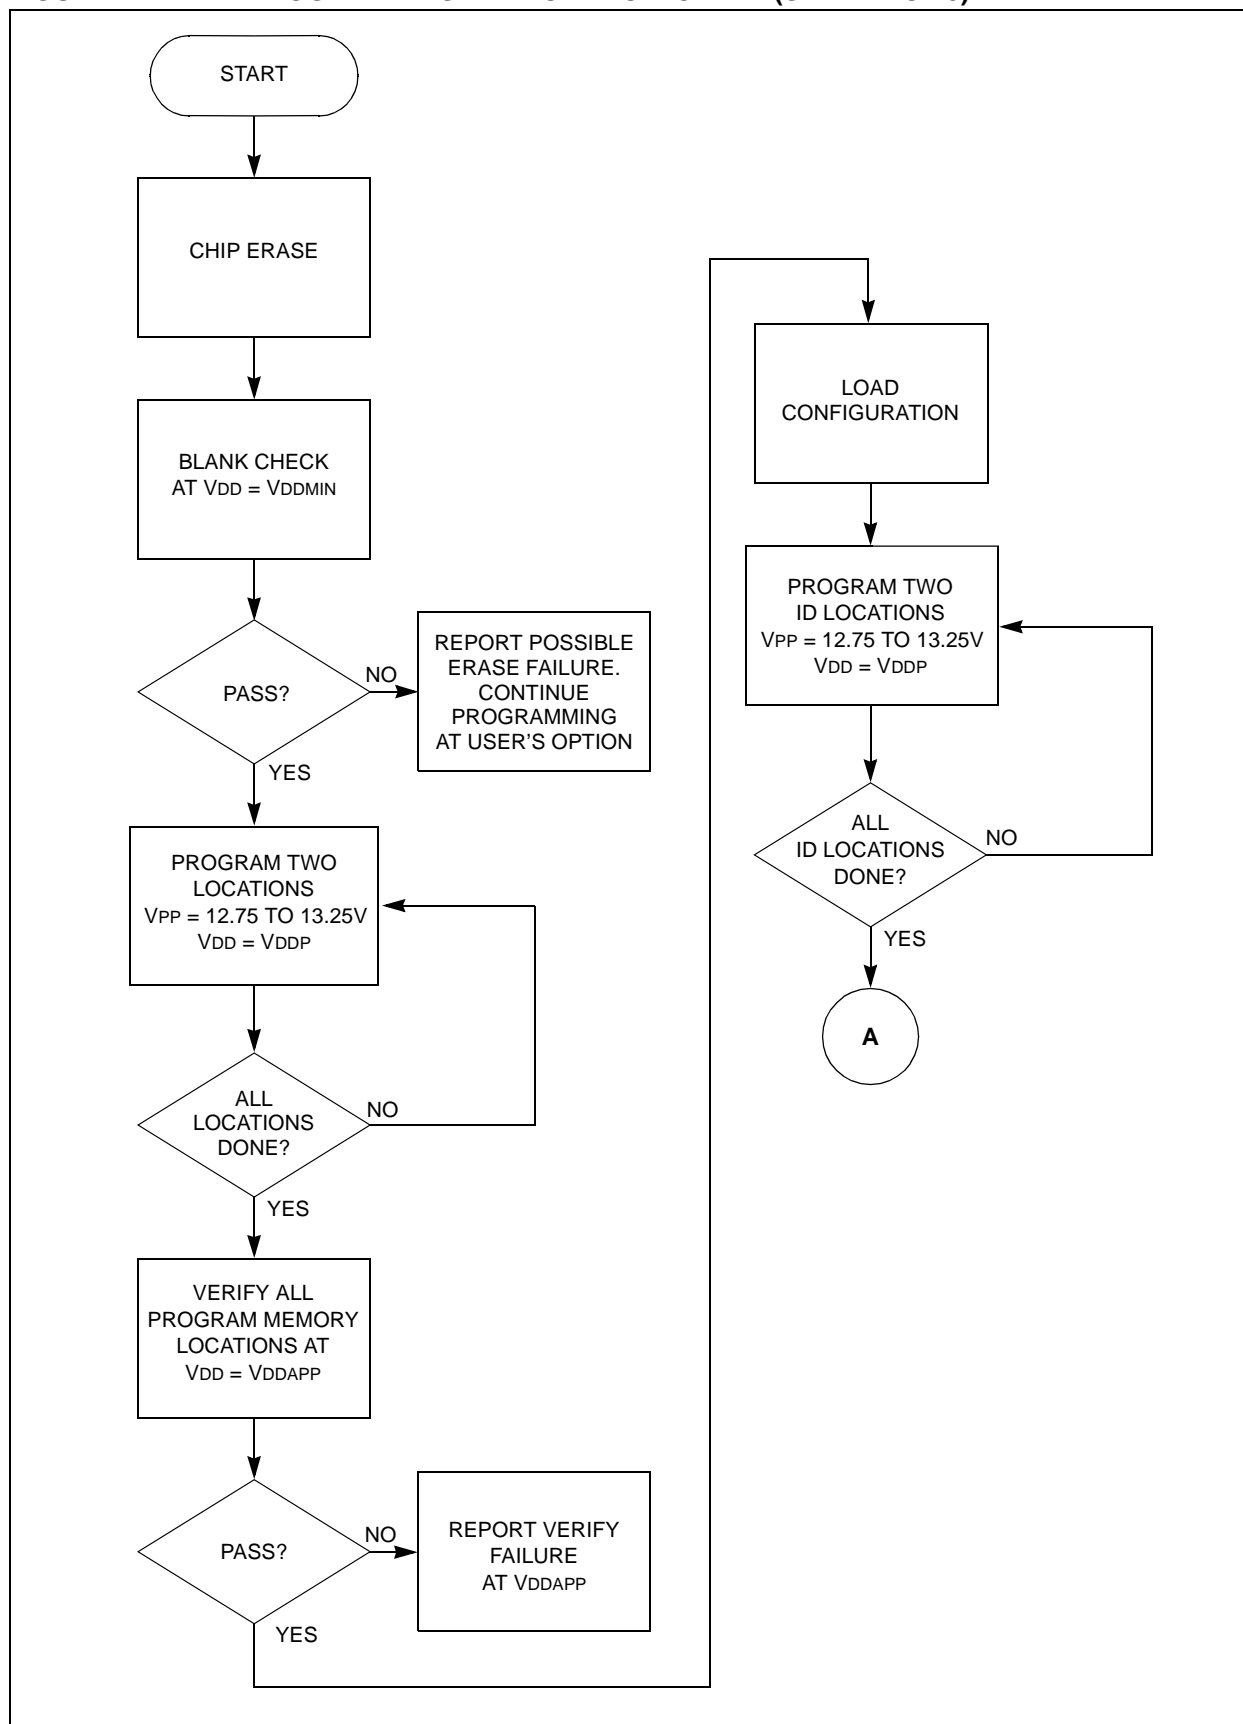 START
CHIP ERASE
BLANK CHECK
AT VDD = VDDMIN
PASS?
NO
REPORT POSSIBLE
ERASE FAILURE.
CONTINUE
PROGRAMMING
AT USER'S OPTION
YES
PROGRAM TWO
LOCATIONS
VPP = 12.75 TO 13.25V
VDD = VDDP
ALL
LOCATIONS
DONE?
NO
YES
VERIFY ALL
PROGRAM MEMORY
LOCATIONS AT
VDD = VDDAPP
PASS?
NO
REPORT VERIFY
FAILURE
AT VDDAPP
YES
LOAD
CONFIGURATION
PROGRAM TWO
ID LOCATIONS
VPP = 12.75 TO 13.25V
VDD = VDDP
ALL
ID LOCATIONS
DONE?
NO
YES
A